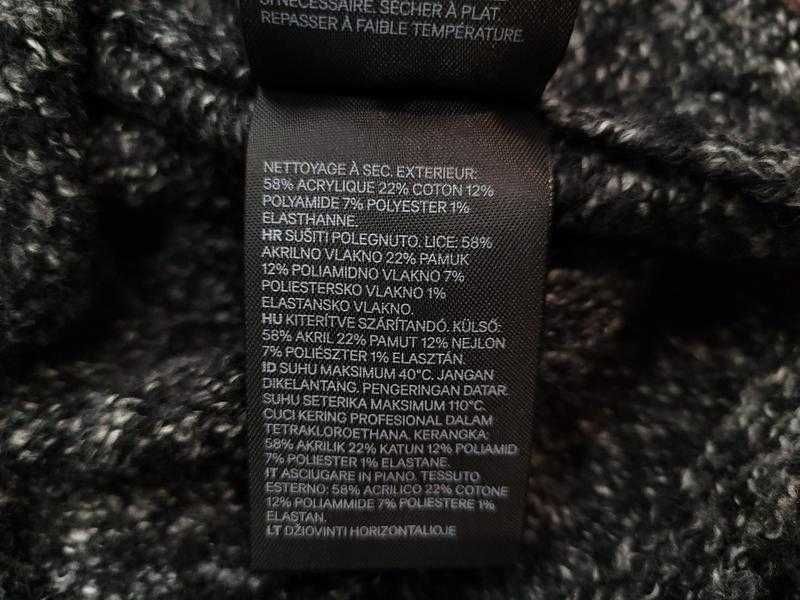 SI NÉCESSAIRE. SÉCHER À PLAT.
REPASSER À FAIBLE TEMPÉRATURE.
NETTOYAGE À SEC. EXTERIEUR:
58% ACRYLIQUE 22% COTON 12%
POLYAMIDE 7% POLYESTER 1%
ELASTHANNE.
HR SUŠITI POLEGNUTO. LICE: 58%
AKRILNO VLAKNO 22% PAMUK
12% POLIAMIDNO VLAKNO 7%
POLIESTERSKO VLAKNO 1%
ELASTANSKO VLAKNO.
HU KITERÍTVE SZÁRÍTANDÓ. KÜLSŐ:
58% AKRIL 22% PAMUT 12% NEJLON
7% POLIÉSZTER 1% ELASZTÁN.
ID SUHU MAKSIMUM 40°C. JANGAN
DIKELANTANG. PENGERINGAN DATAR.
SUHU SETERIKA MAKSIMUM 110°C.
CUCI KERING PROFESIONAL DALAM
TETRAKLOROETHANA. KERANGKA:
58% AKRILIK 22% KATUN 12% POLIAMID
7% POLIESTER 1% ELASTANE.
IT ASCIUGARE IN PIANO. TESSUTO
ESTERNO: 58% ACRILICO 22% COTONE
12% POLIAMMIDE 7% POLIESTERE 1%
ELASTAN.
LT DŽIOVINTI HORIZONTALIOJE